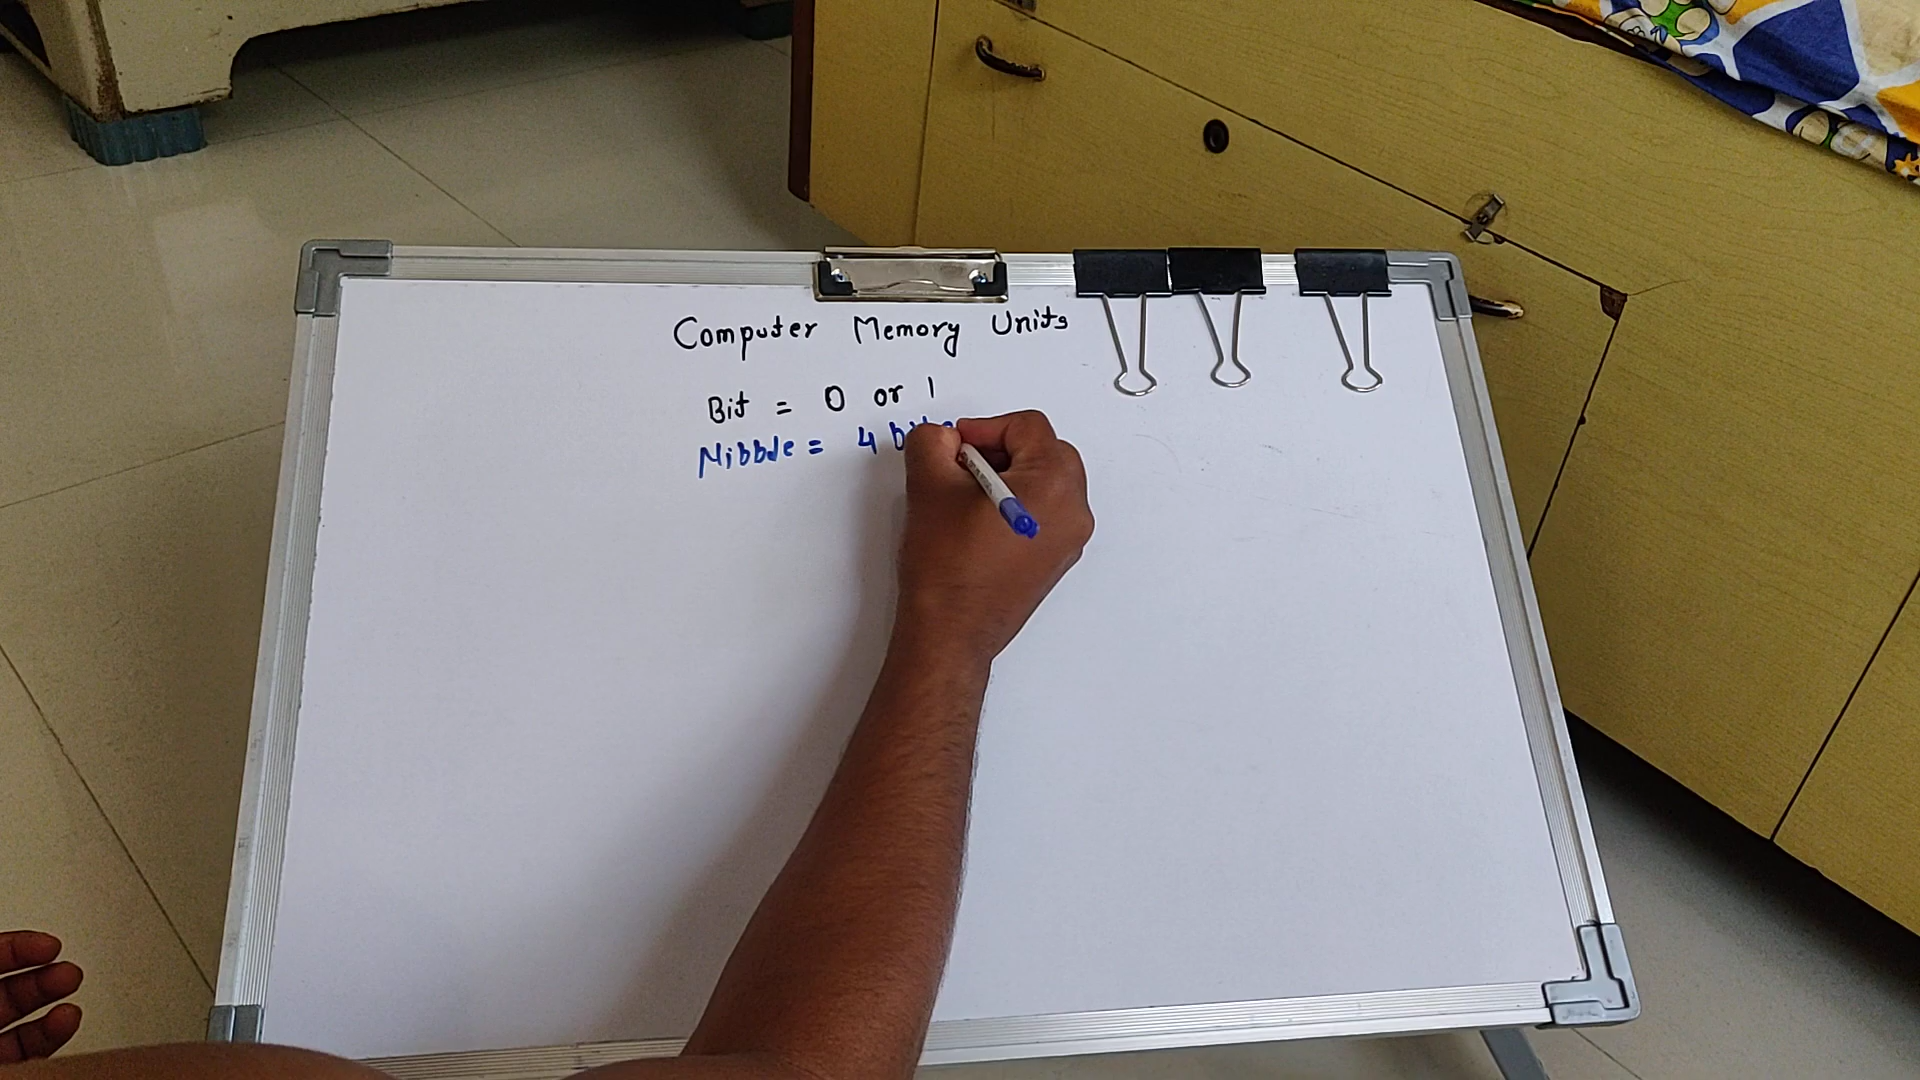 Computer Memory Units
Bit = 0 or 1
Nibble = 4